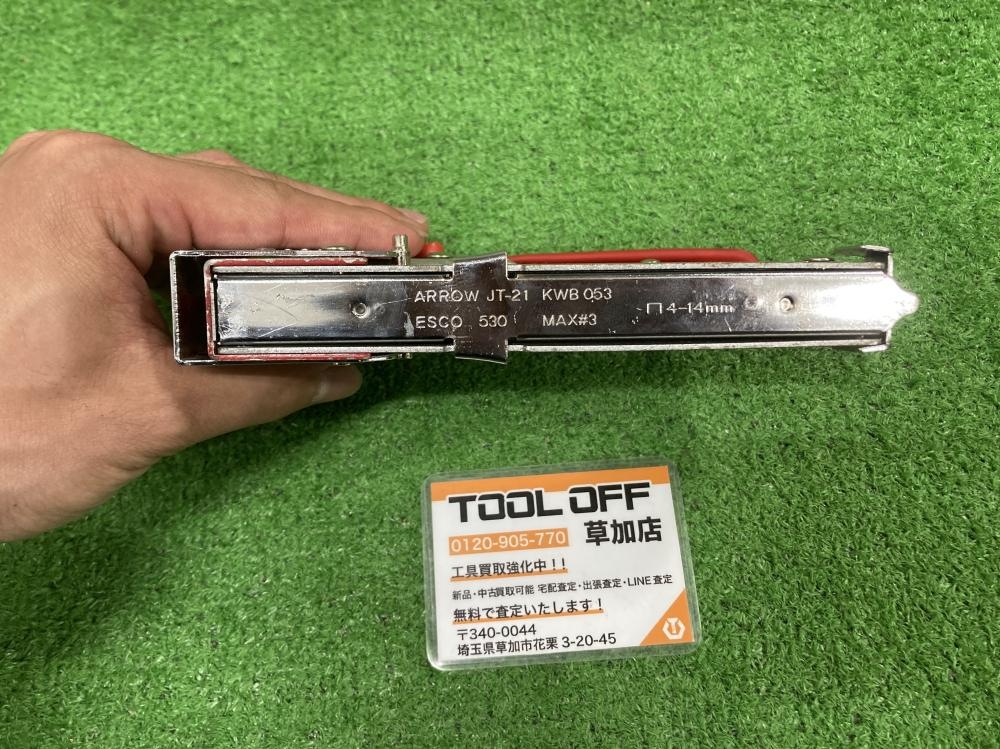 ARROW JT-21 KWB 053
ESCO 530 MAX#3
4-14mm
TOOL OFF
0120-905-770 草加店
工具買取強化中!!
新品・中古買取可能 宅配査定・出張査定・LINE査定
無料で査定いたします!
〒340-0044
埼玉県草加市花栗 3-20-45